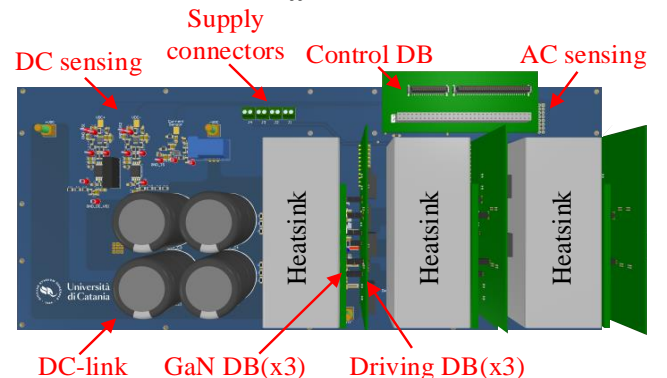 Supply
connectors
DC sensing
Control DB
AC sensing
Heatsink
Heatsink
Heatsink
Università
di Catania
DC-link
GaN DB(x3)
Driving DB(x3)